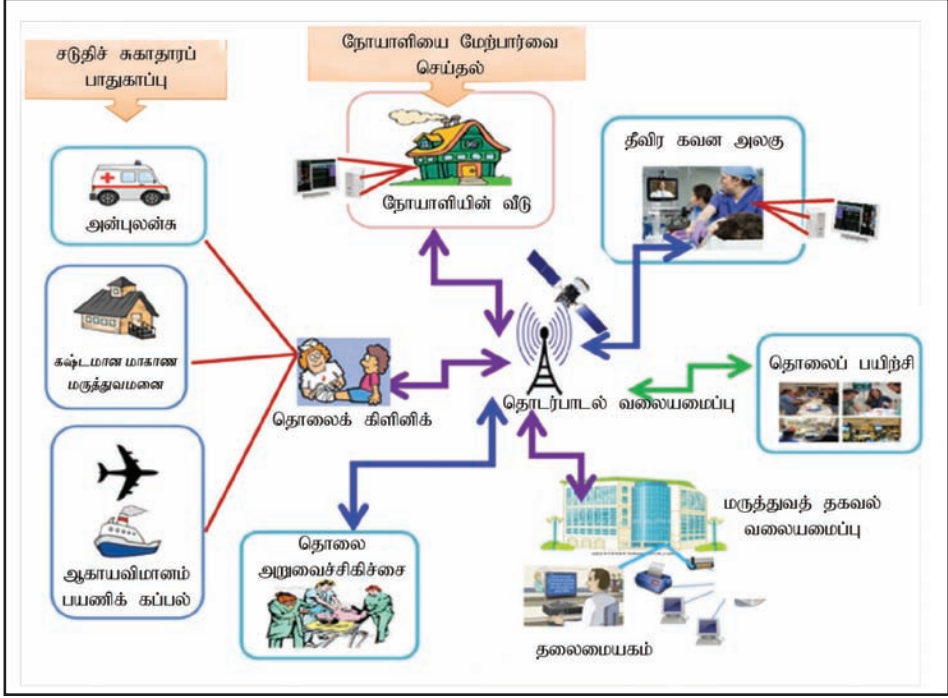 சடுதிச் சுகாதாரப்
பாதுகாப்பு
நோயாளியை மேற்பார்வை
செய்தல்
அன்புலன்சு
நோயாளியின் வீடு
தீவிர கவன அலகு
கஷ்டமான மாகாண
மருத்துவமனை
தொலைக் கிளினிக்
தொடர்பாடல் வலையமைப்பு
தொலைப் பயிற்சி
ஆகாயவிமானம்
பயணிக் கப்பல்
தொலை
அறுவைச்சிகிச்சை
மருத்துவத் தகவல்
வலையமைப்பு
தலைமையகம்